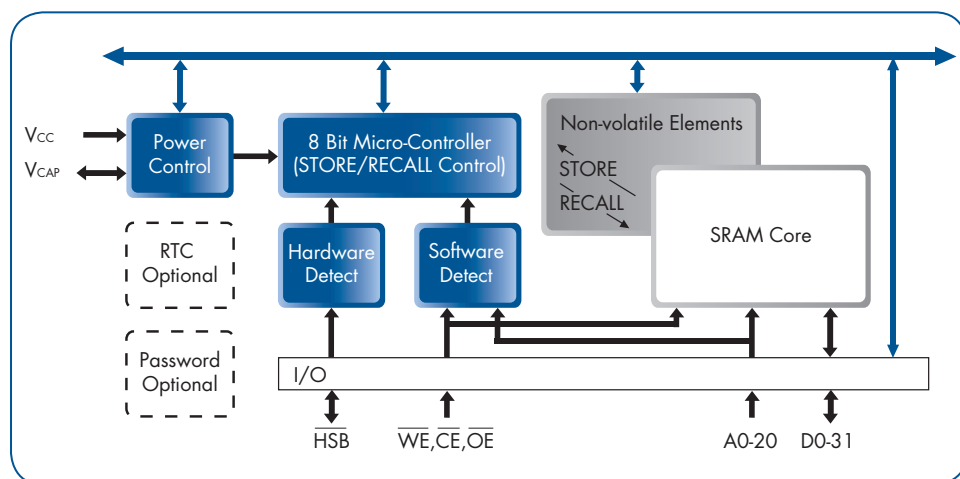 VCC
VCAP
Power
Control
8 Bit Micro-Controller
(STORE/RECALL Control)
Non-volatile Elements
STORE
RECALL
SRAM Core
RTC
Optional
Hardware
Detect
Software
Detect
Password
Optional
I/O
HSB
WE,CE,OE
A0-20
D0-31